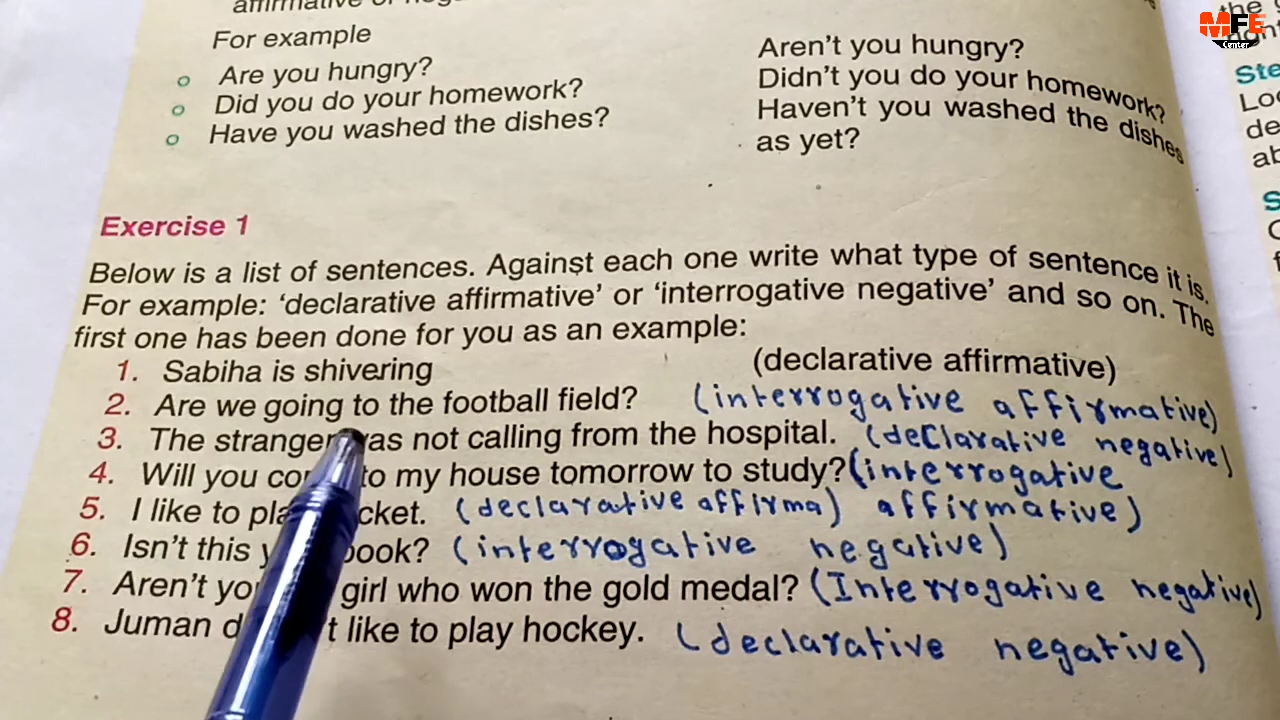 For example
Are you hungry? Aren't you hungry?
Did you do your homework? Didn't you do your homework?
Have you washed the dishes? Haven't you washed the dishes
as yet?
Exercise 1
Below is a list of sentences. Against each one write what type of sentence it is.
For example: 'declarative affirmative' or 'interrogative negative' and so on. The
first one has been done for you as an example:
1. Sabiha is shivering (declarative affirmative)
2. Are we going to the football field? (interrogative affirmative)
3. The stranger was not calling from the hospital. (declarative negative)
4. Will you to my house tomorrow to study? (interrogative
5. I like to (declarative affirma) affirmative)
6. Isn't this book? (interrogative negative)
7. Aren't girl who won the gold medal? (Interrogative negative)
8. Juman like to play hockey. (declarative negative)
MFE
Center
Ste